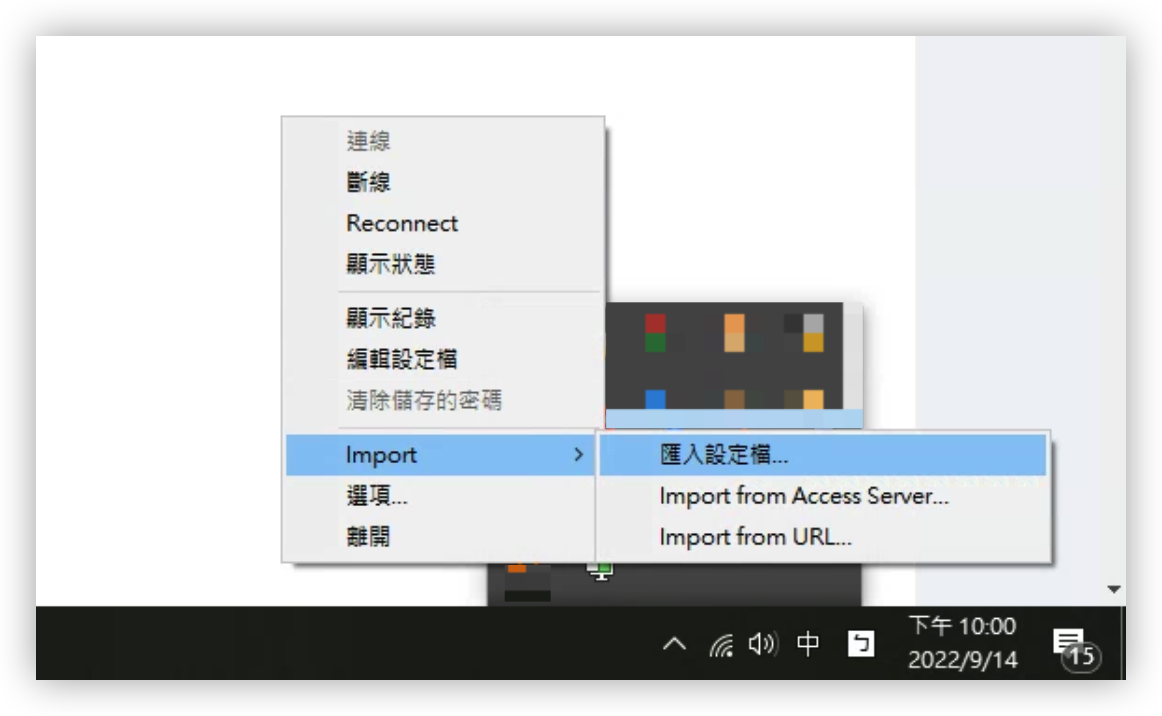 連線
斷線
Reconnect
顯示狀態
顯示紀錄
編輯設定檔
清除儲存的密碼
Import
匯入設定檔...
Import from Access Server...
Import from URL...
選項...
離開
中
ㄅ
下午 10:00
2022/9/14
15